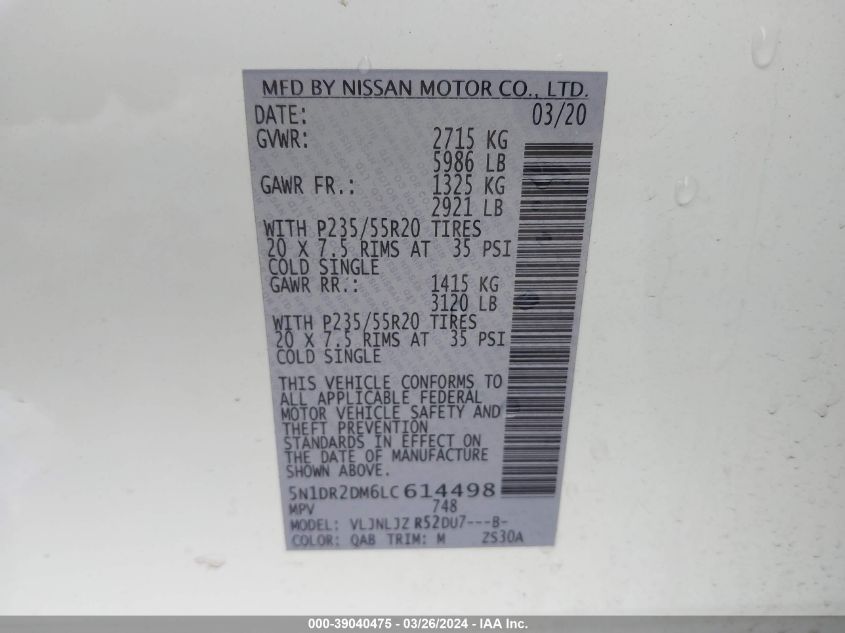 MFD BY NISSAN MOTOR CO., LTD.
DATE: 03/20
GVWR: 2715 KG
5986 LB
GAWR FR.: 1325 KG
2921 LB
WITH P235/55R20 TIRES
20 X 7.5 RIMS AT 35 PSI
COLD SINGLE
GAWR RR.: 1415 KG
3120 LB
WITH P235/55R20 TIRES
20 X 7.5 RIMS AT 35 PSI
COLD SINGLE
THIS VEHICLE CONFORMS TO
ALL APPLICABLE FEDERAL
MOTOR VEHICLE SAFETY AND
THEFT PREVENTION
STANDARDS IN EFFECT ON
THE DATE OF MANUFACTURE
SHOWN ABOVE.
5N1DR2DM6LC614498
MPV 748
MODEL: VLJNLJZ R52DU7---B-
COLOR: QAB TRIM: M ZS30A
000-39040475 - 03/26/2024 - IAA Inc.